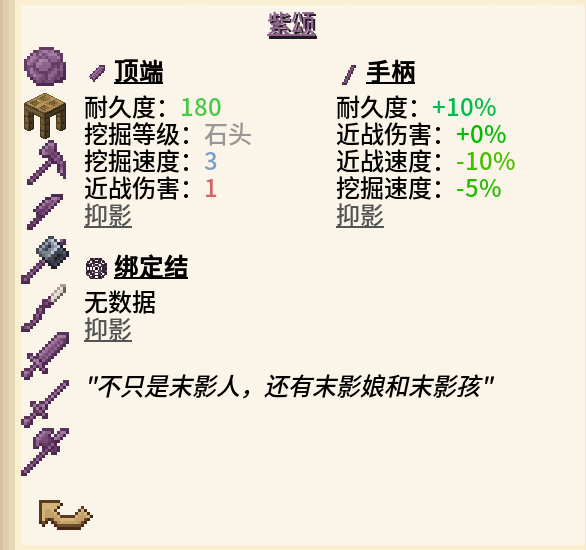 紫颂
顶端
耐久度：180
挖掘等级：石头
挖掘速度：3
近战伤害：1
抑影
手柄
耐久度：+10%
近战伤害：+0%
近战速度：-10%
挖掘速度：-5%
抑影
绑定结
无数据
抑影
"不只是末影人，还有末影娘和末影孩"